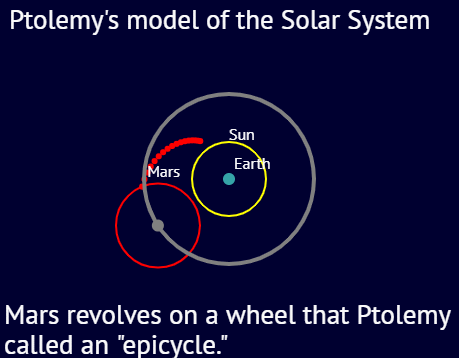 Ptolemy's model of the Solar System
Sun
Earth
Mars
Mars revolves on a wheel that Ptolemy
called an "epicycle."